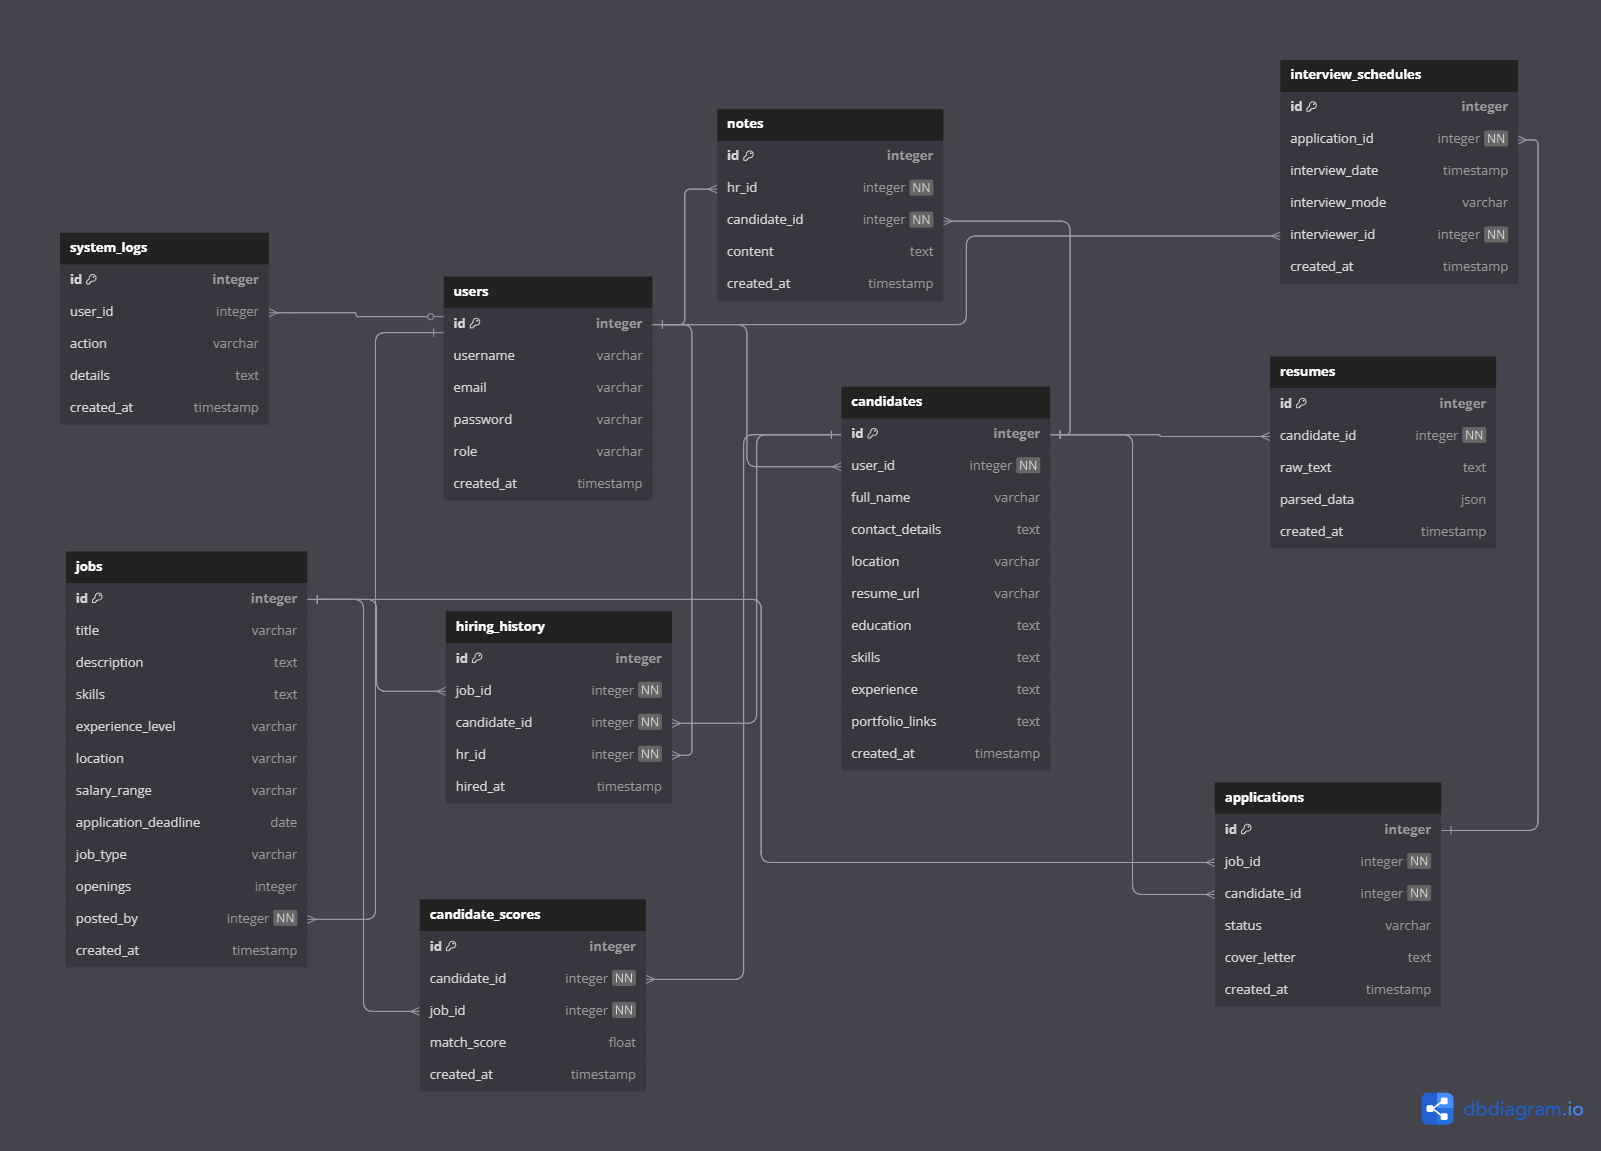 interview_schedules
id integer
application_id integer NN
interview_date timestamp
interview_mode varchar
interviewer_id integer NN
created_at timestamp
notes
id integer
hr_id integer NN
candidate_id integer NN
content text
created_at timestamp
system_logs
id integer
user_id integer
action varchar
details text
created_at timestamp
users
id integer
username varchar
email varchar
password varchar
role varchar
created_at timestamp
resumes
id integer
candidate_id integer NN
raw_text text
parsed_data json
created_at timestamp
candidates
id integer
user_id integer NN
full_name varchar
contact_details text
location varchar
resume_url varchar
education text
skills text
experience text
portfolio_links text
created_at timestamp
jobs
id integer
title varchar
description text
skills text
experience_level varchar
location varchar
salary_range varchar
application_deadline date
job_type varchar
openings integer
posted_by integer NN
created_at timestamp
hiring_history
id integer
job_id integer NN
candidate_id integer NN
hr_id integer NN
hired_at timestamp
applications
id integer
job_id integer NN
candidate_id integer NN
status varchar
cover_letter text
created_at timestamp
candidate_scores
id integer
candidate_id integer NN
job_id integer NN
match_score float
created_at timestamp
dbdiagram.io